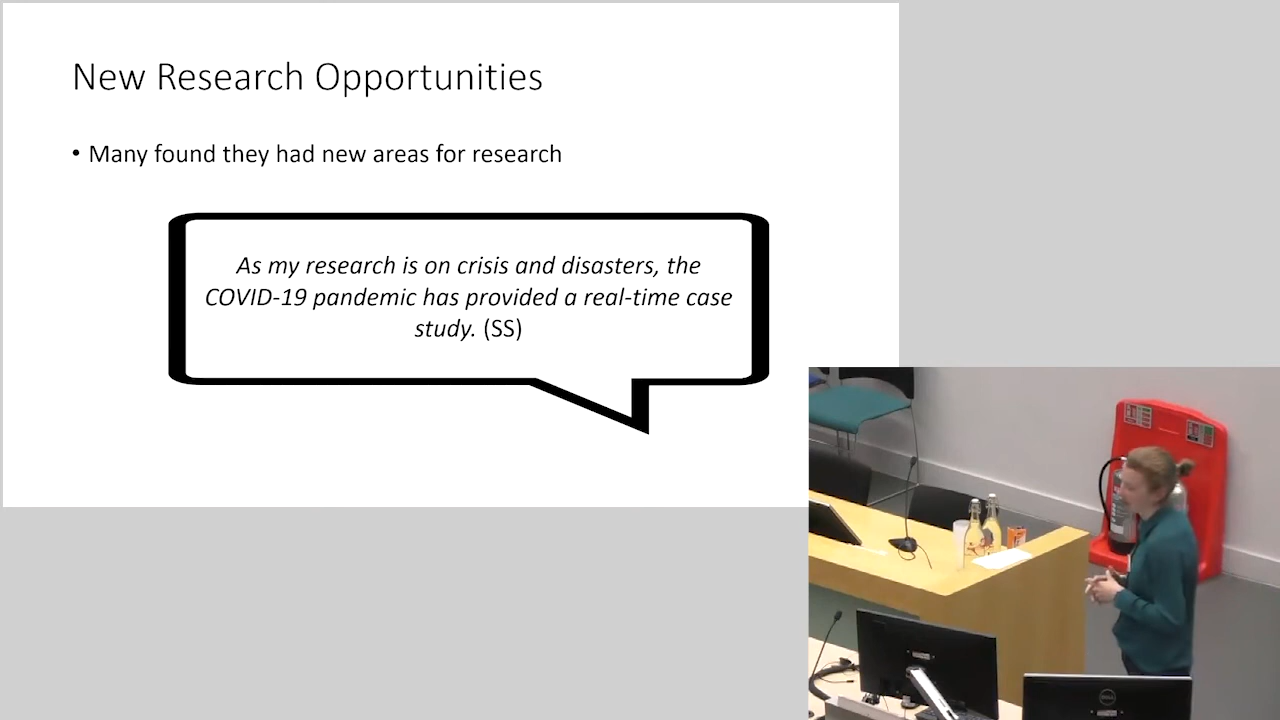 New Research Opportunities
• Many found they had new areas for research
As my research is on crisis and disasters, the
COVID-19 pandemic has provided a real-time case
study. (SS)
DELL